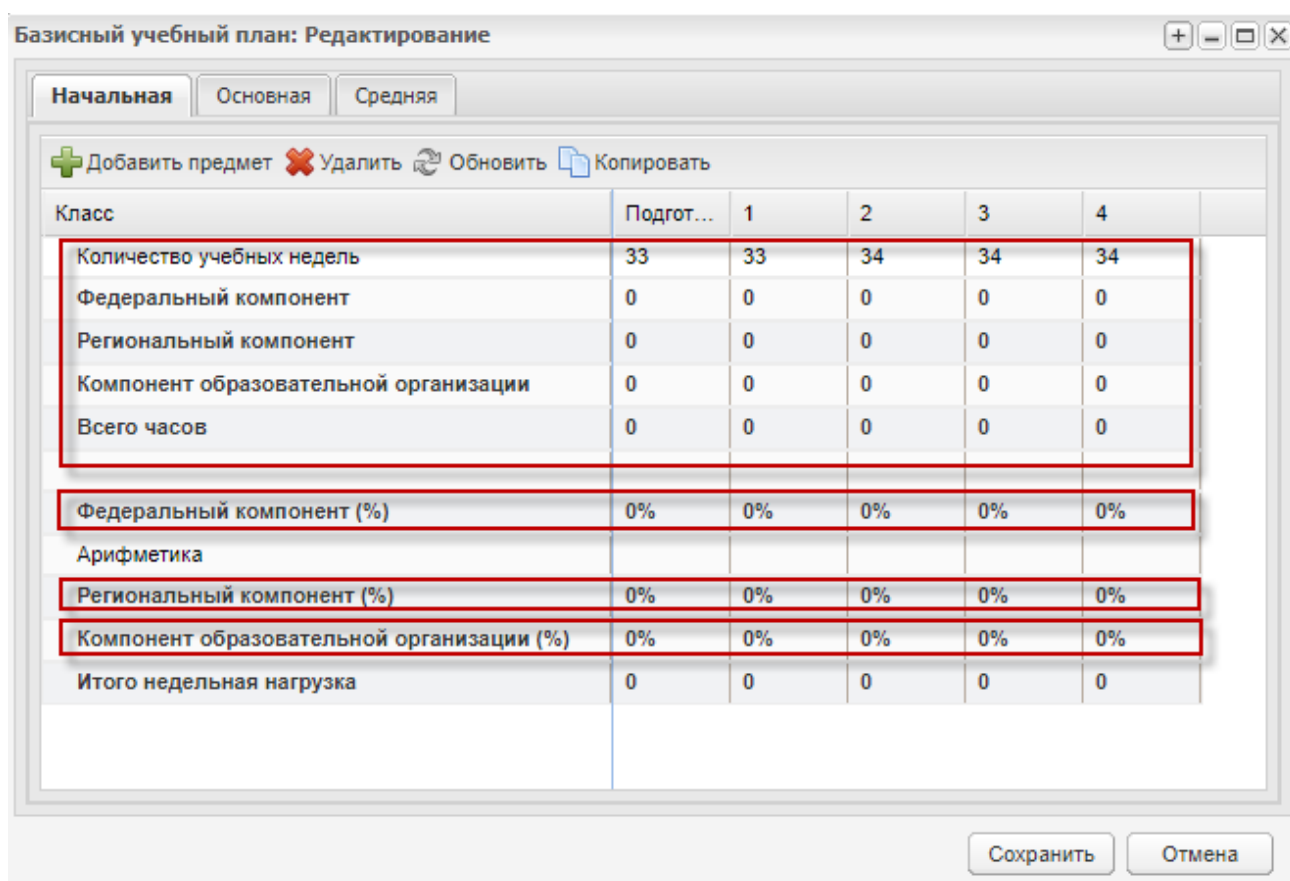 Базисный учебный план: Редактирование
Начальная Основная Средняя
Добавить предмет Удалить Обновить Копировать
Класс Подгот... 1 2 3 4
Количество учебных недель 33 33 34 34 34
Федеральный компонент 0 0 0 0 0
Региональный компонент 0 0 0 0 0
Компонент образовательной организации 0 0 0 0 0
Всего часов 0 0 0 0 0
Федеральный компонент (%) 0% 0% 0% 0% 0%
Арифметика
Региональный компонент (%) 0% 0% 0% 0% 0%
Компонент образовательной организации (%) 0% 0% 0% 0% 0%
Итого недельная нагрузка 0 0 0 0 0
Сохранить Отмена